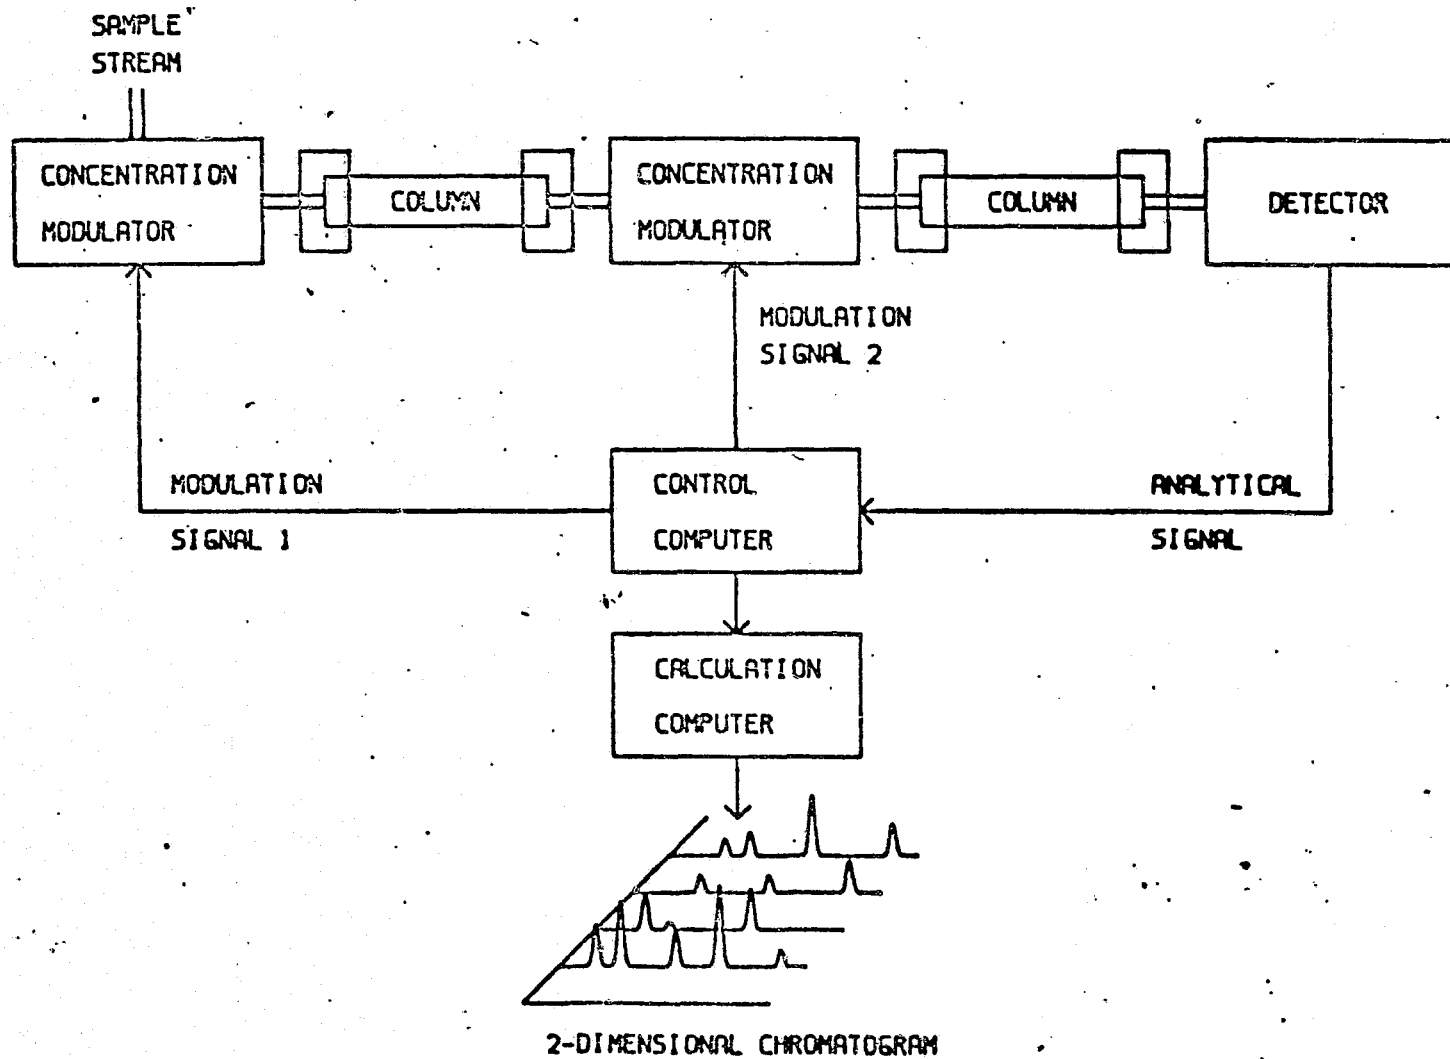 SAMPLE
STREAM
CONCENTRATION
MODULATOR
COLUMN
CONCENTRATION
MODULATOR
COLUMN
DETECTOR
MODULATION
SIGNAL 2
MODULATION
SIGNAL 1
CONTROL
COMPUTER
ANALYTICAL
SIGNAL
CALCULATION
COMPUTER
2-DIMENSIONAL CHROMATOGRAM